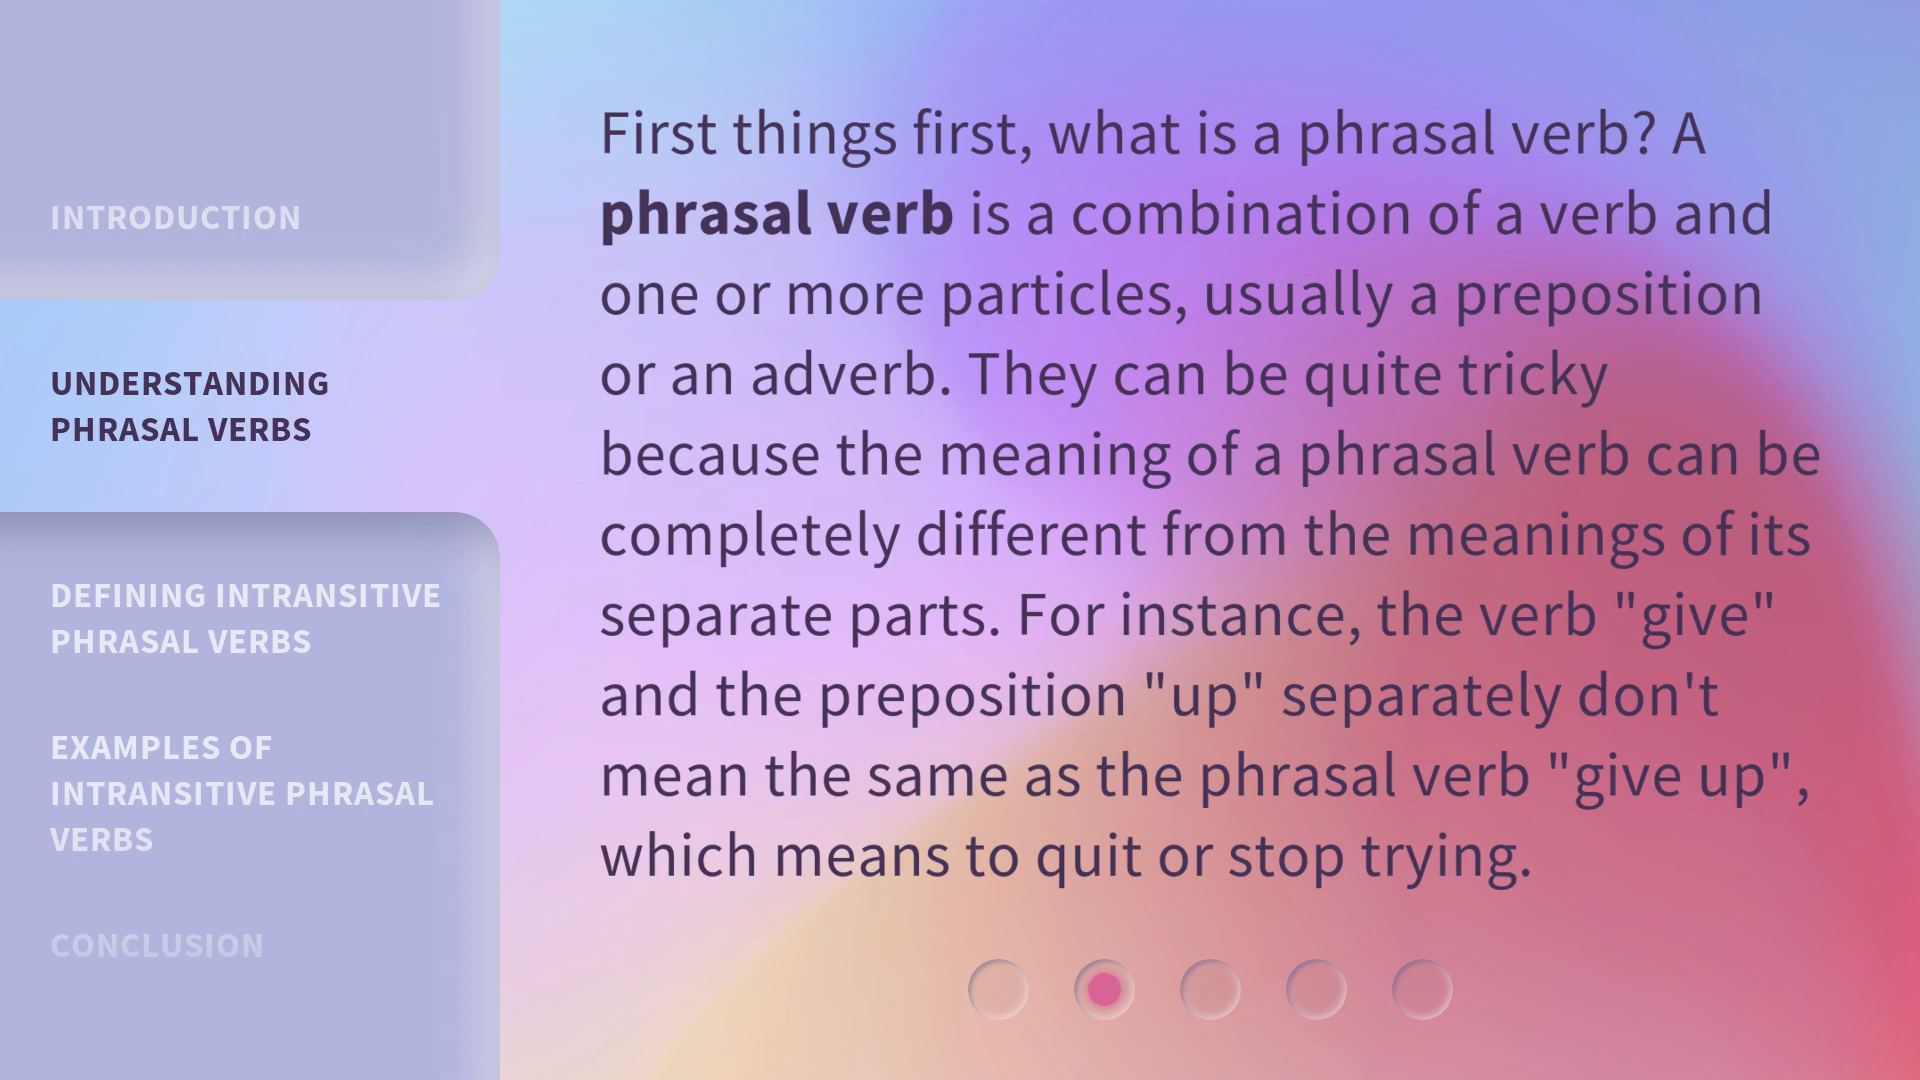 INTRODUCTION
UNDERSTANDING
PHRASAL VERBS
DEFINING INTRANSITIVE
PHRASAL VERBS
EXAMPLES OF
INTRANSITIVE PHRASAL
VERBS
CONCLUSION
First things first, what is a phrasal verb? A
phrasal verb is a combination of a verb and
one or more particles, usually a preposition
or an adverb. They can be quite tricky
because the meaning of a phrasal verb can be
completely different from the meanings of its
separate parts. For instance, the verb "give"
and the preposition "up" separately don't
mean the same as the phrasal verb "give up",
which means to quit or stop trying.